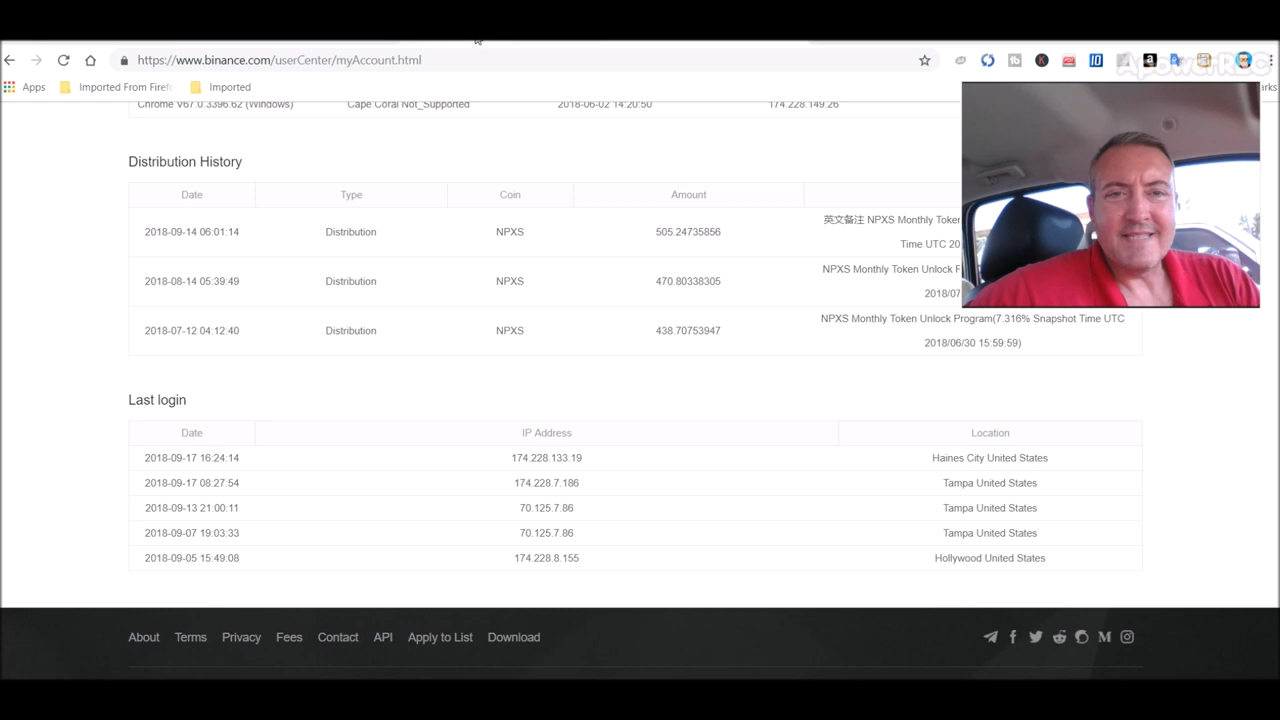 https://www.binance.com/userCenter/myAccount.html
ApowerREC
Apps Imported From Firef Imported
Chrome V67.0.3396.62 (Windows) Cape Coral Not_Supported 2018-06-02 14:20:50 174.228.149.26
Distribution History
Date Type Coin Amount
2018-09-14 06:01:14 Distribution NPXS 505.24735856 英文备注 NPXS Monthly Token
Time UTC 20
2018-08-14 05:39:49 Distribution NPXS 470.80338305 NPXS Monthly Token Unlock P
2018/07
2018-07-12 04:12:40 Distribution NPXS 438.70753947 NPXS Monthly Token Unlock Program(7.316% Snapshot Time UTC
2018/06/30 15:59:59)
Last login
Date IP Address Location
2018-09-17 16:24:14 174.228.133.19 Haines City United States
2018-09-17 08:27:54 174.228.7.186 Tampa United States
2018-09-13 21:00:11 70.125.7.86 Tampa United States
2018-09-07 19:03:33 70.125.7.86 Tampa United States
2018-09-05 15:49:08 174.228.8.155 Hollywood United States
About Terms Privacy Fees Contact API Apply to List Download